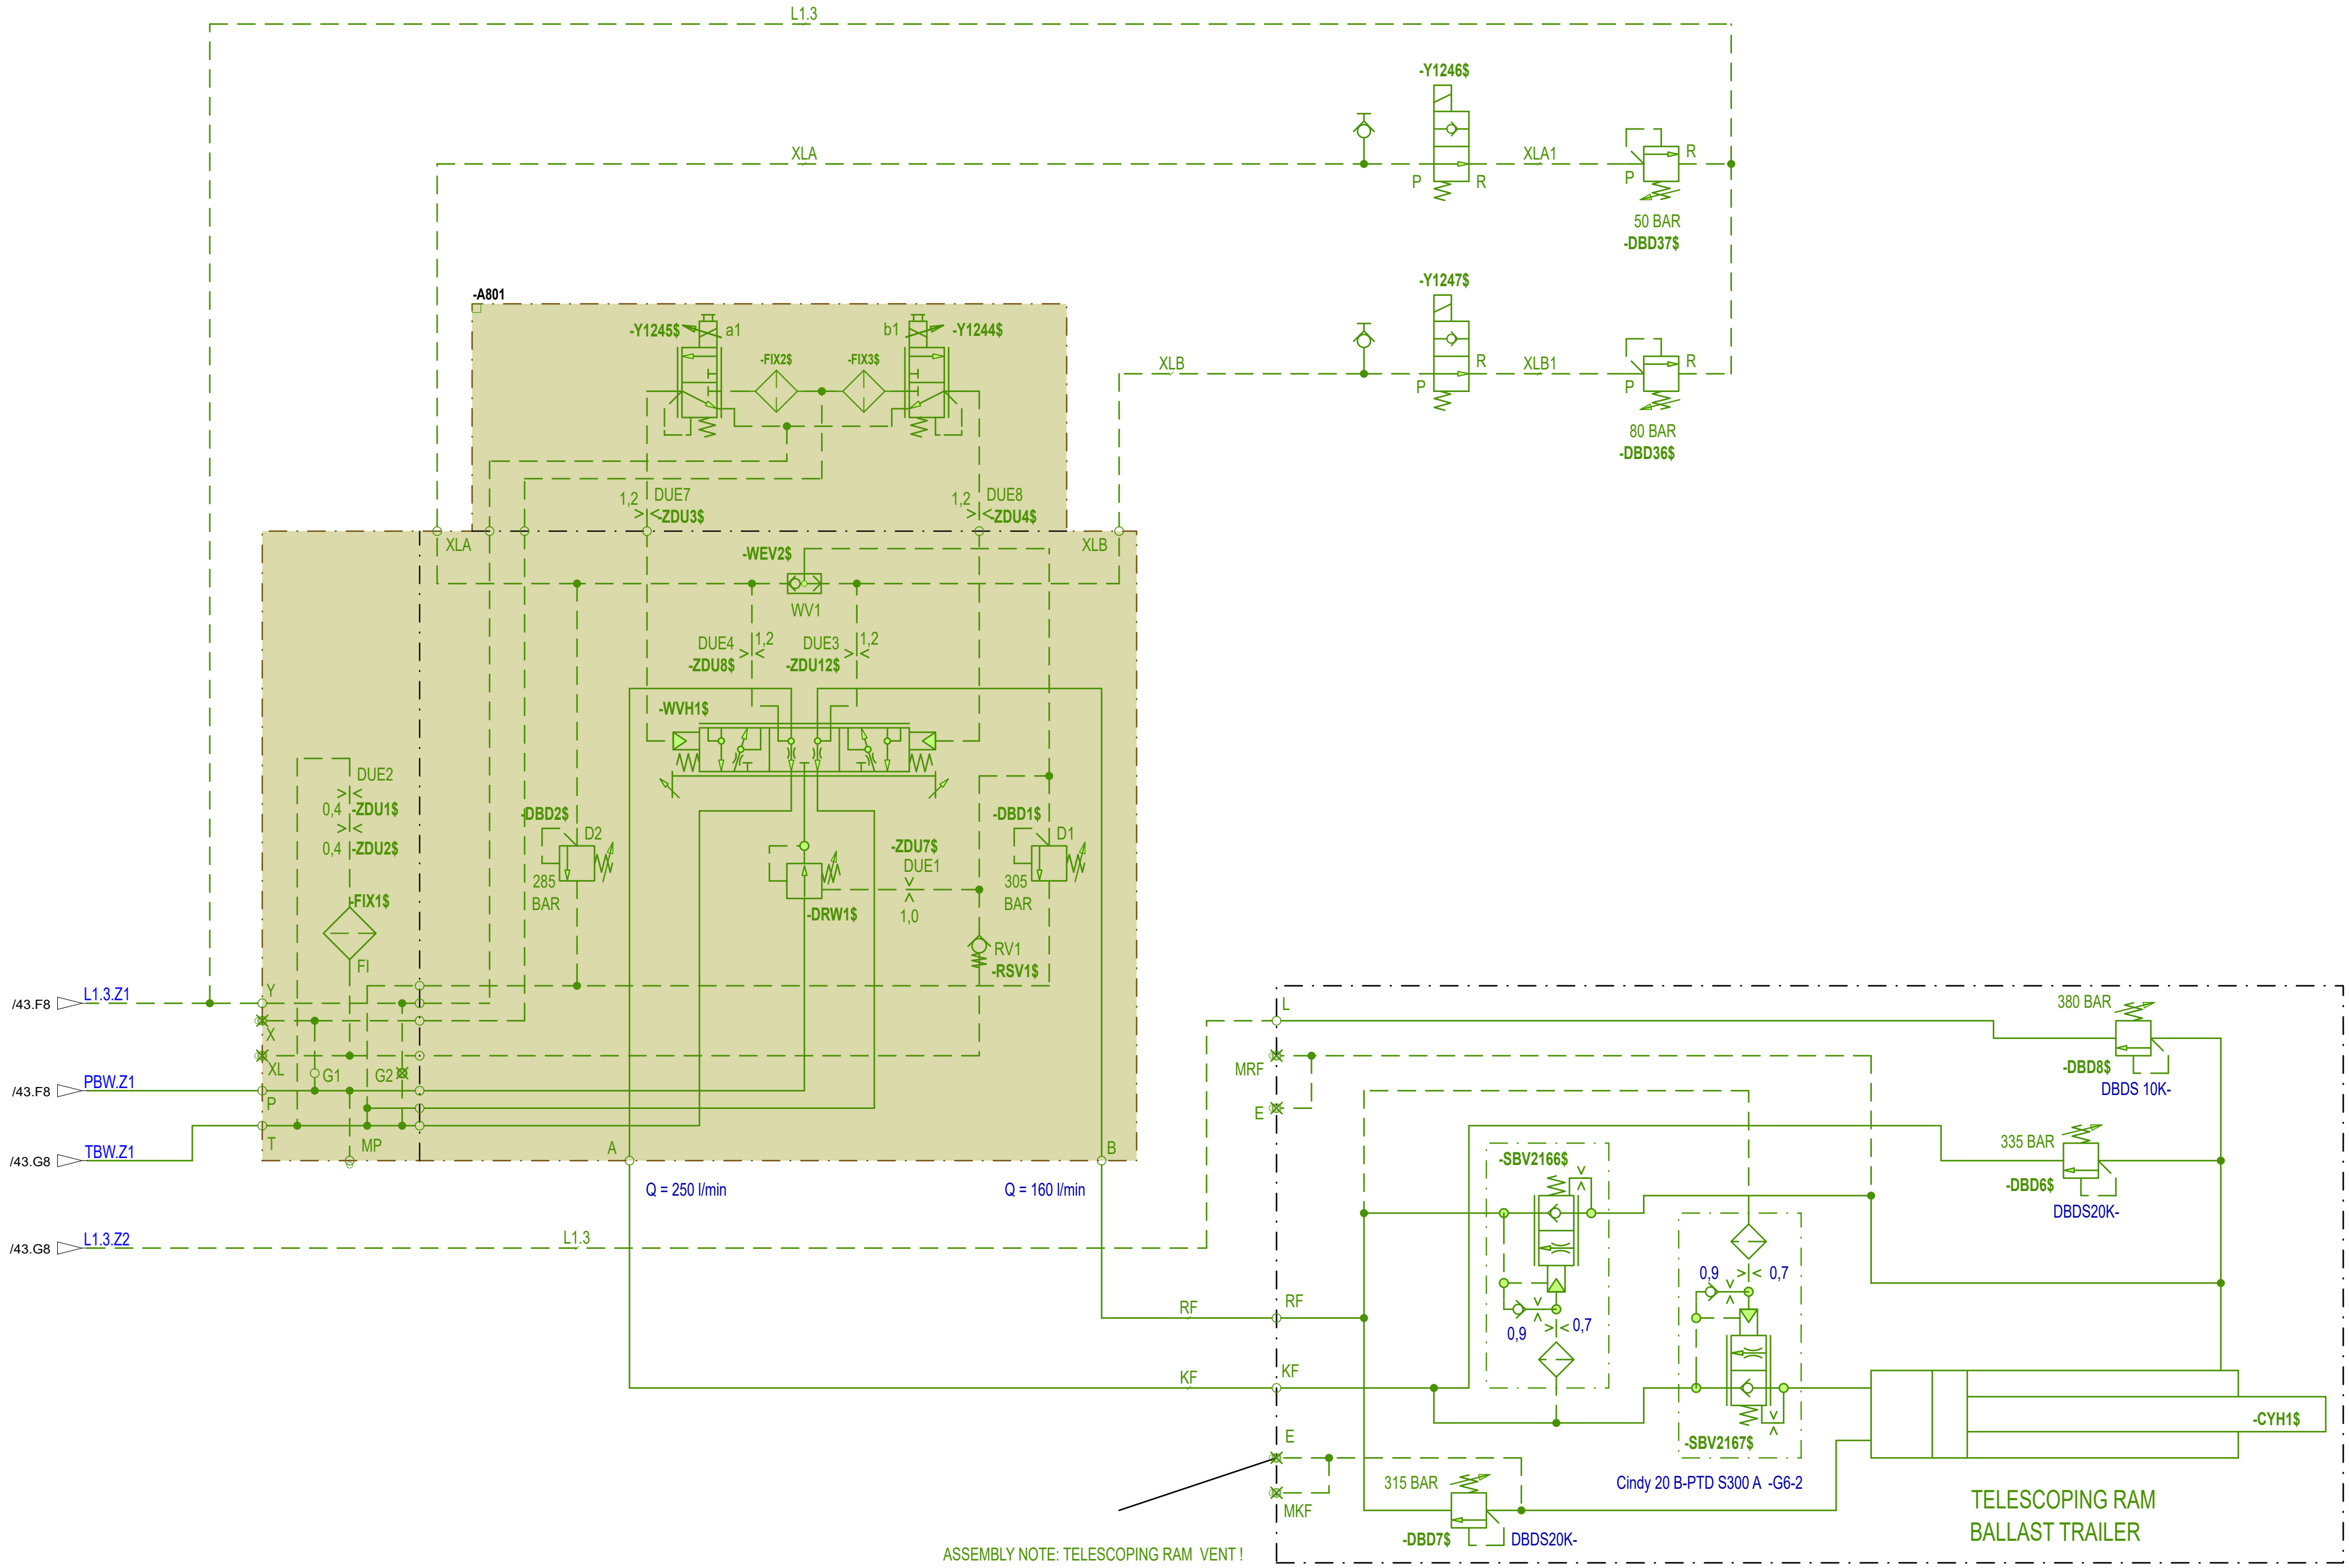 L1.3
-Y1246$
XLA
XLA1
R
P
R
P
50 BAR
-DBD37$
-Y1247$
-A801
-Y1245$
a1
b1
-Y1244$
-FIX2$
-FIX3$
XLB
R
XLB1
R
P
P
80 BAR
-DBD36$
1,2
DUE7
-ZDU3$
1,2
DUE8
-ZDU4$
XLA
-WEV2$
XLB
WV1
DUE4
1,2
-ZDU8$
DUE3
1,2
-ZDU12$
-WVH1$
DUE2
0,4
-ZDU1$
0,4
-ZDU2$
-DBD2$
D2
285
BAR
-ZDU7$
DUE1
1,0
-DRW1$
-DBD1$
D1
305
BAR
-FIX1$
FI
RV1
-RSV1$
/43.F8
L1.3.Z1
Y
X
XL
G1
G2
/43.F8
PBW.Z1
P
T
MP
/43.G8
TBW.Z1
A
B
Q = 250 l/min
Q = 160 l/min
/43.G8
L1.3.Z2
L1.3
L
380 BAR
MRF
-DBD8$
DBDS 10K-
E
335 BAR
-SBV2166$
-DBD6$
DBDS20K-
0,9
0,7
RF
RF
0,9
0,7
KF
KF
-CYH1$
E
-SBV2167$
315 BAR
Cindy 20 B-PTD S300 A -G6-2
MKF
-DBD7$
DBDS20K-
TELESCOPING RAM
BALLAST TRAILER
ASSEMBLY NOTE: TELESCOPING RAM VENT !